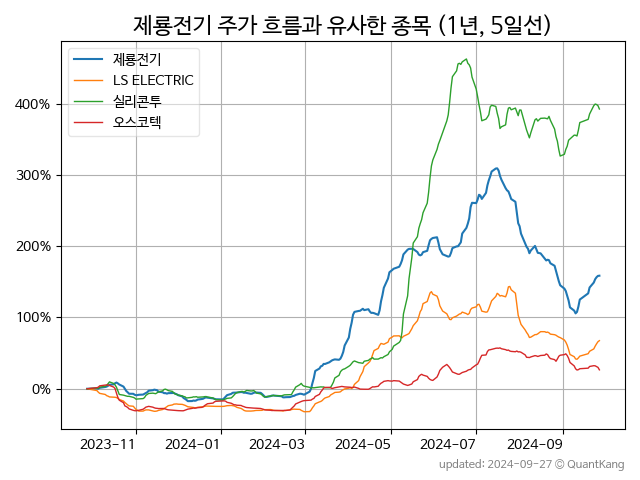 제룡전기 주가 흐름과 유사한 종목 (1년, 5일선)
제룡전기
LS ELECTRIC
실리콘투
오스코텍
400%
300%
200%
100%
0%
2023-11 2024-01 2024-03 2024-05 2024-07 2024-09
updated: 2024-09-27 © QuantKang